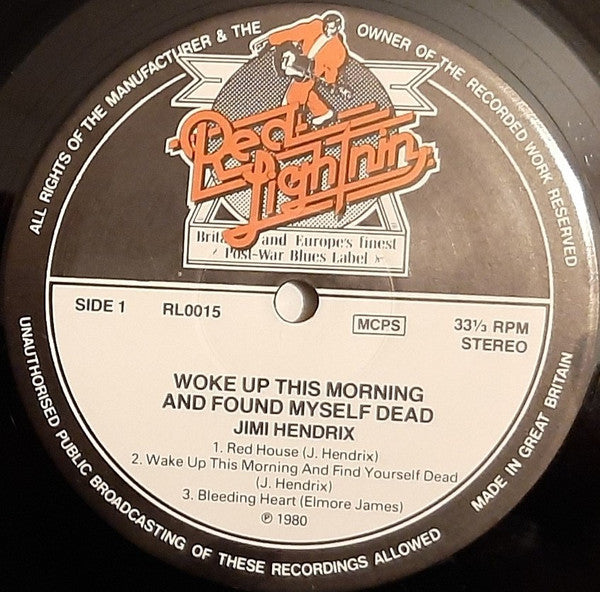 ALL RIGHTS OF THE MANUFACTURER & THE OWNER OF THE RECORDED WORK RESERVED
Red
Lightnin
and Europe's finest
Post-War Blues Label
SIDE 1 RL0015
MCPS 33⅓ RPM
STEREO
WOKE UP THIS MORNING
AND FOUND MYSELF DEAD
JIMI HENDRIX
1. Red House (J. Hendrix)
2. Wake Up This Morning And Find Yourself Dead
(J. Hendrix)
3. Bleeding Heart (Elmore James)
℗ 1980
UNAUTHORISED PUBLIC BROADCASTING OF THESE RECORDINGS ALLOWED
MADE IN GREAT BRITAIN